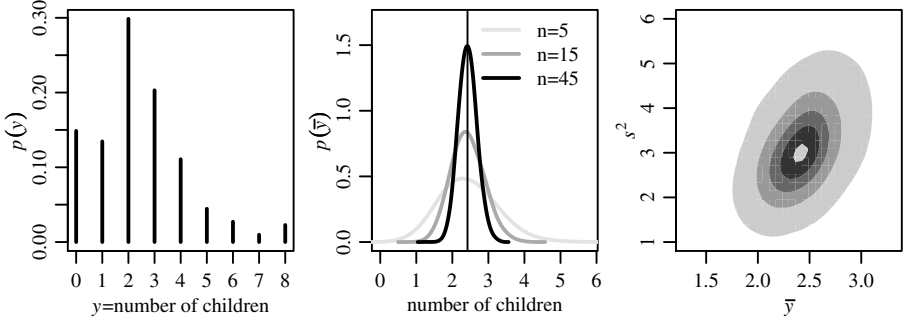 p(y)
0.00 0.10 0.20 0.30
0 1 2 3 4 5 6 7 8
y=number of children
p(ȳ)
0.0 0.5 1.0 1.5
n=5
n=15
n=45
0 1 2 3 4 5 6
number of children
s²
1 2 3 4 5 6
1.5 2.0 2.5 3.0
ȳ